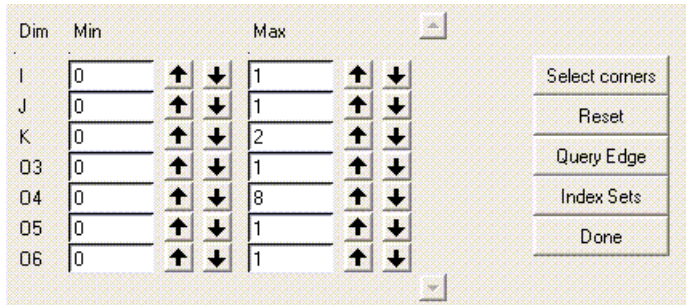 Dim Min Max
I 0 1
J 0 1
K 0 2
O3 0 1
O4 0 8
O5 0 1
O6 0 1
Select corners
Reset
Query Edge
Index Sets
Done